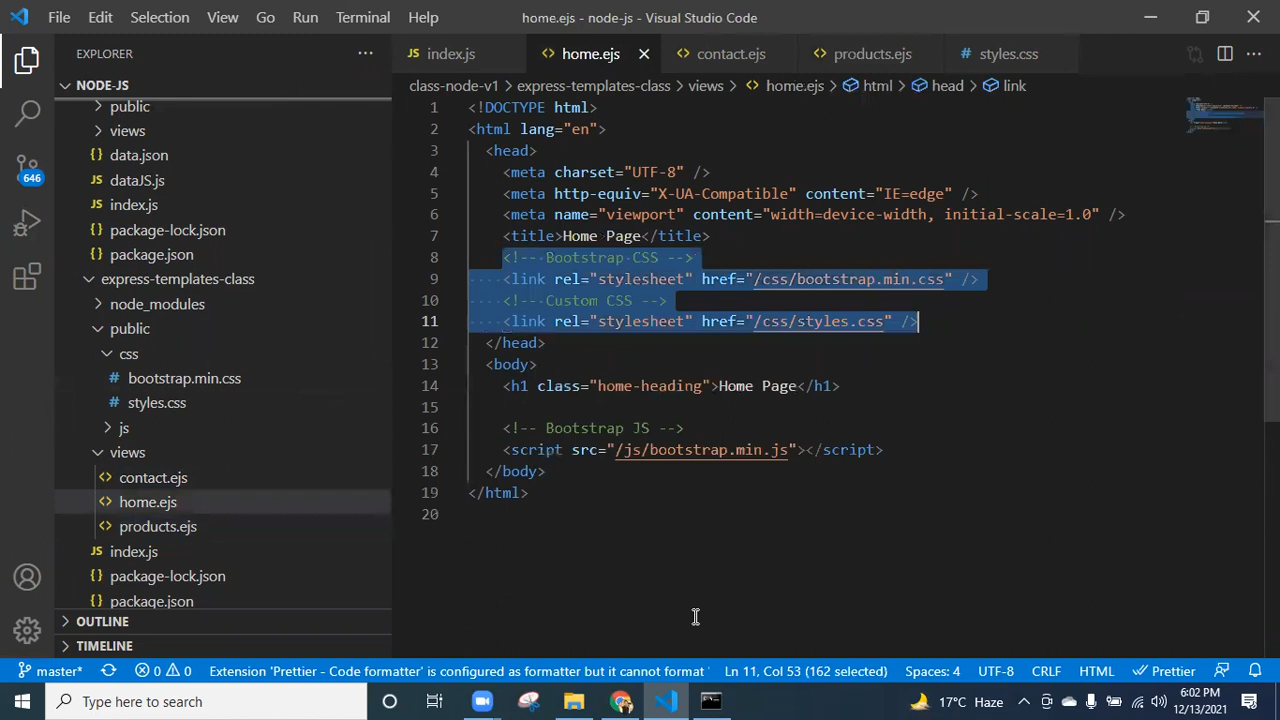 File Edit Selection View Go Run Terminal Help home.ejs - node-js - Visual Studio Code
EXPLORER
NODE-JS
public
views
data.json
JS dataJS.js
JS index.js
package-lock.json
package.json
express-templates-class
node_modules
public
css
# bootstrap.min.css
# styles.css
js
views
contact.ejs
home.ejs
products.ejs
JS index.js
package-lock.json
package.json
OUTLINE
TIMELINE
646
JS index.js <> home.ejs <> contact.ejs <> products.ejs # styles.css
class-node-v1 > express-templates-class > views > <> home.ejs > html > head > link
1 <!DOCTYPE html>
2 <html lang="en">
3 <head>
4 <meta charset="UTF-8" />
5 <meta http-equiv="X-UA-Compatible" content="IE=edge" />
6 <meta name="viewport" content="width=device-width, initial-scale=1.0" />
7 <title>Home Page</title>
8 <!-- Bootstrap CSS -->
9 <link rel="stylesheet" href="/css/bootstrap.min.css" />
10 <!-- Custom CSS -->
11 <link rel="stylesheet" href="/css/styles.css" />
12 </head>
13 <body>
14 <h1 class="home-heading">Home Page</h1>
15
16 <!-- Bootstrap JS -->
17 <script src="/js/bootstrap.min.js"></script>
18 </body>
19 </html>
20
master* 0 0 Extension 'Prettier - Code formatter' is configured as formatter but it cannot format ' Ln 11, Col 53 (162 selected) Spaces: 4 UTF-8 CRLF HTML Prettier
Type here to search 17°C Haze 6:02 PM
12/13/2021